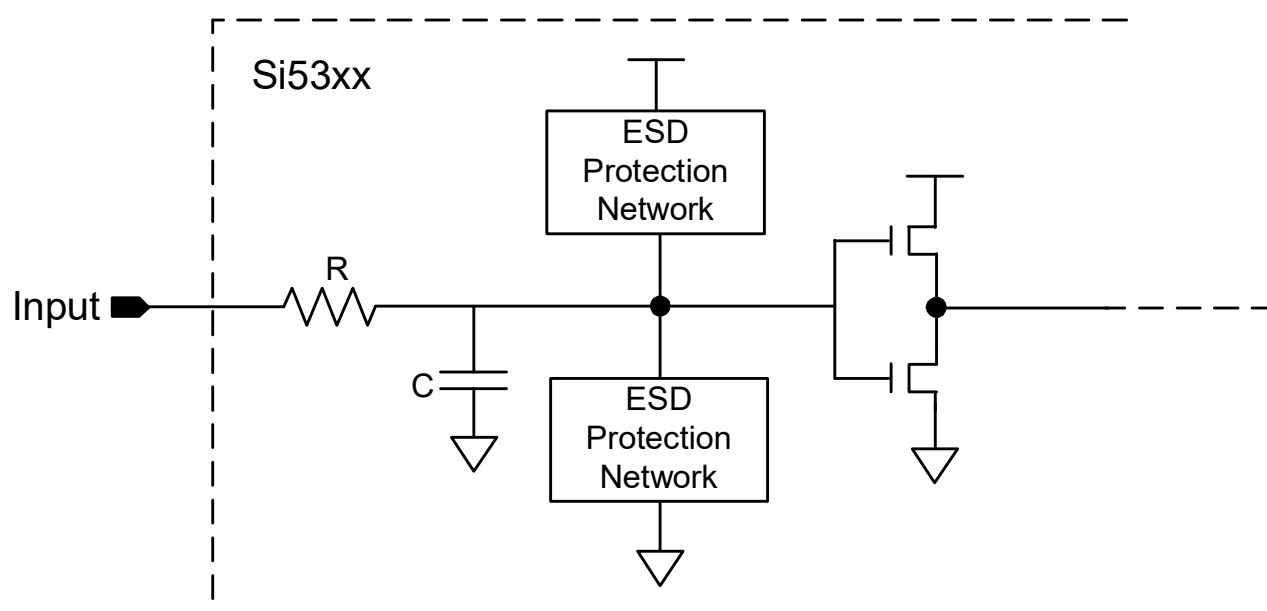 Si53xx
ESD
Protection
Network
R
Input
C
ESD
Protection
Network